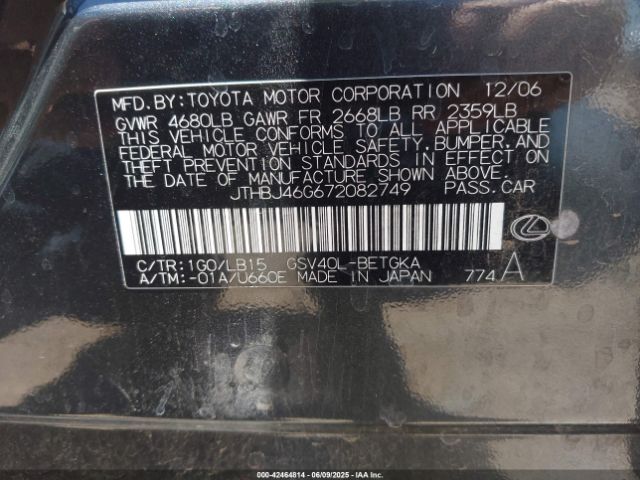 MFD.BY:TOYOTA MOTOR CORPORATION 12/06
GVWR 4680LB GAWR FR 2668LB RR 2359LB
THIS VEHICLE CONFORMS TO ALL APPLICABLE
FEDERAL MOTOR VEHICLE SAFETY,BUMPER,AND
THEFT PREVENTION STANDARDS IN EFFECT ON
THE DATE OF MANUFACTURE SHOWN ABOVE.
JTHBJ46G672082749 PASS.CAR
C/TR:1G0/LB15 GSV40L-BETGKA
A/TM:-01A/U660E MADE IN JAPAN 774A
000-42464814 | 06/09/2025 - © Copyright IAA, LLC.